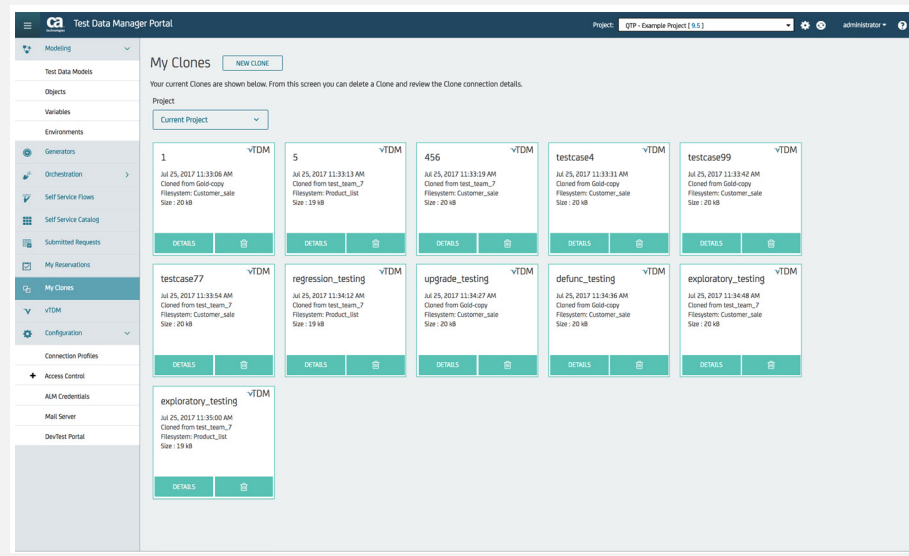 ca technologies Test Data Manager Portal
Project: QTP - Example Project [ 9.5 ]
administrator
?
Modeling
Test Data Models
Objects
Variables
Environments
Generators
Orchestration
Self Service Flows
Self Service Catalog
Submitted Requests
My Reservations
My Clones
vTDM
Configuration
Connection Profiles
+ Access Control
ALM Credentials
Mail Server
DevTest Portal
My Clones NEW CLONE
Your current Clones are shown below. From this screen you can delete a Clone and review the Clone connection details.
Project
Current Project
vTDM
1
Jul 25, 2017 11:33:06 AM
Cloned from Gold-copy
Filesystem: Customer_sale
Size : 20 kB
DETAILS
vTDM
5
Jul 25, 2017 11:33:13 AM
Cloned from test_team_7
Filesystem: Product_list
Size : 19 kB
DETAILS
vTDM
456
Jul 25, 2017 11:33:19 AM
Cloned from test_team_7
Filesystem: Customer_sale
Size : 20 kB
DETAILS
vTDM
testcase4
Jul 25, 2017 11:33:31 AM
Cloned from Gold-copy
Filesystem: Customer_sale
Size : 20 kB
DETAILS
vTDM
testcase99
Jul 25, 2017 11:33:42 AM
Cloned from Gold-copy
Filesystem: Customer_sale
Size : 20 kB
DETAILS
vTDM
testcase77
Jul 25, 2017 11:33:54 AM
Cloned from test_team_7
Filesystem: Customer_sale
Size : 20 kB
DETAILS
vTDM
regression_testing
Jul 25, 2017 11:34:12 AM
Cloned from test_team_7
Filesystem: Product_list
Size : 19 kB
DETAILS
vTDM
upgrade_testing
Jul 25, 2017 11:34:27 AM
Cloned from Gold-copy
Filesystem: Customer_sale
Size : 20 kB
DETAILS
vTDM
defunc_testing
Jul 25, 2017 11:34:36 AM
Cloned from Gold-copy
Filesystem: Customer_sale
Size : 20 kB
DETAILS
vTDM
exploratory_testing
Jul 25, 2017 11:34:48 AM
Cloned from test_team_7
Filesystem: Customer_sale
Size : 20 kB
DETAILS
vTDM
exploratory_testing
Jul 25, 2017 11:35:00 AM
Cloned from test_team_7
Filesystem: Product_list
Size : 19 kB
DETAILS